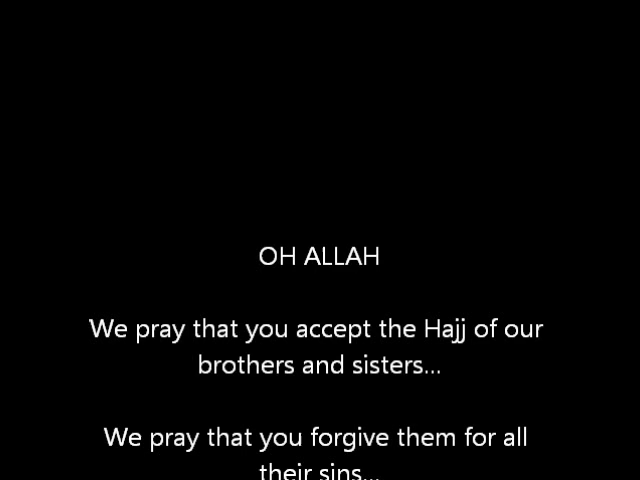 OH ALLAH
We pray that you accept the Hajj of our
brothers and sisters...
We pray that you forgive them for all
their sins...